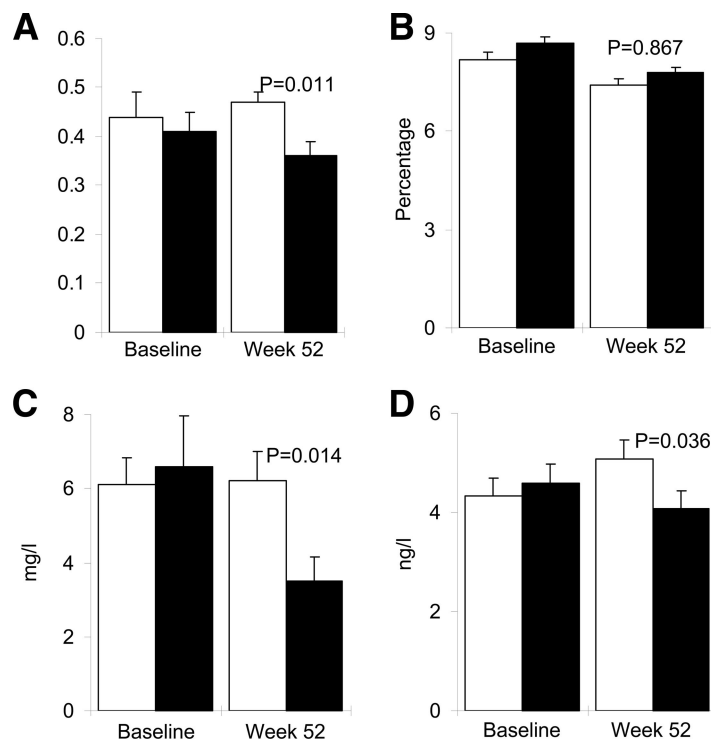 A
0.6
0.5
0.4
0.3
0.2
0.1
0
P=0.011
Baseline
Week 52
B
Percentage
9
6
3
0
P=0.867
Baseline
Week 52
C
mg/l
8
6
4
2
0
P=0.014
Baseline
Week 52
D
ng/l
6
4
2
0
P=0.036
Baseline
Week 52